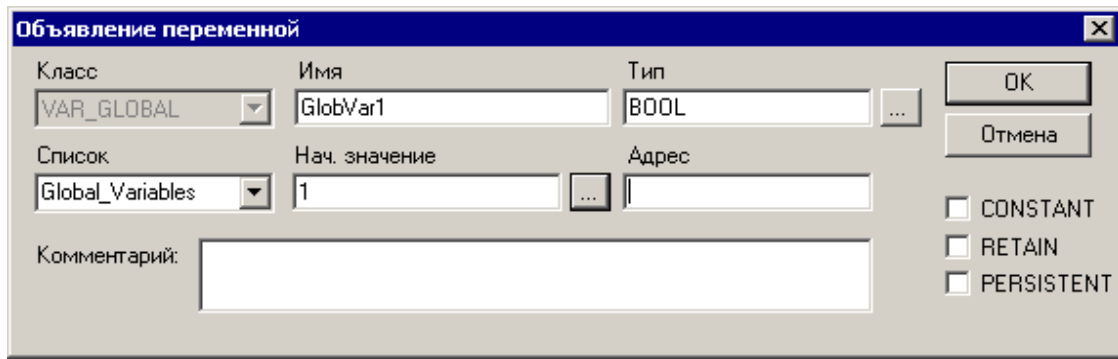 Объявление переменной
Класс Имя Тип
VAR_GLOBAL GlobVar1 BOOL ... OK
Отмена
Список Нач. значение Адрес
Global_Variables 1 ...
CONSTANT
Комментарий: RETAIN
PERSISTENT